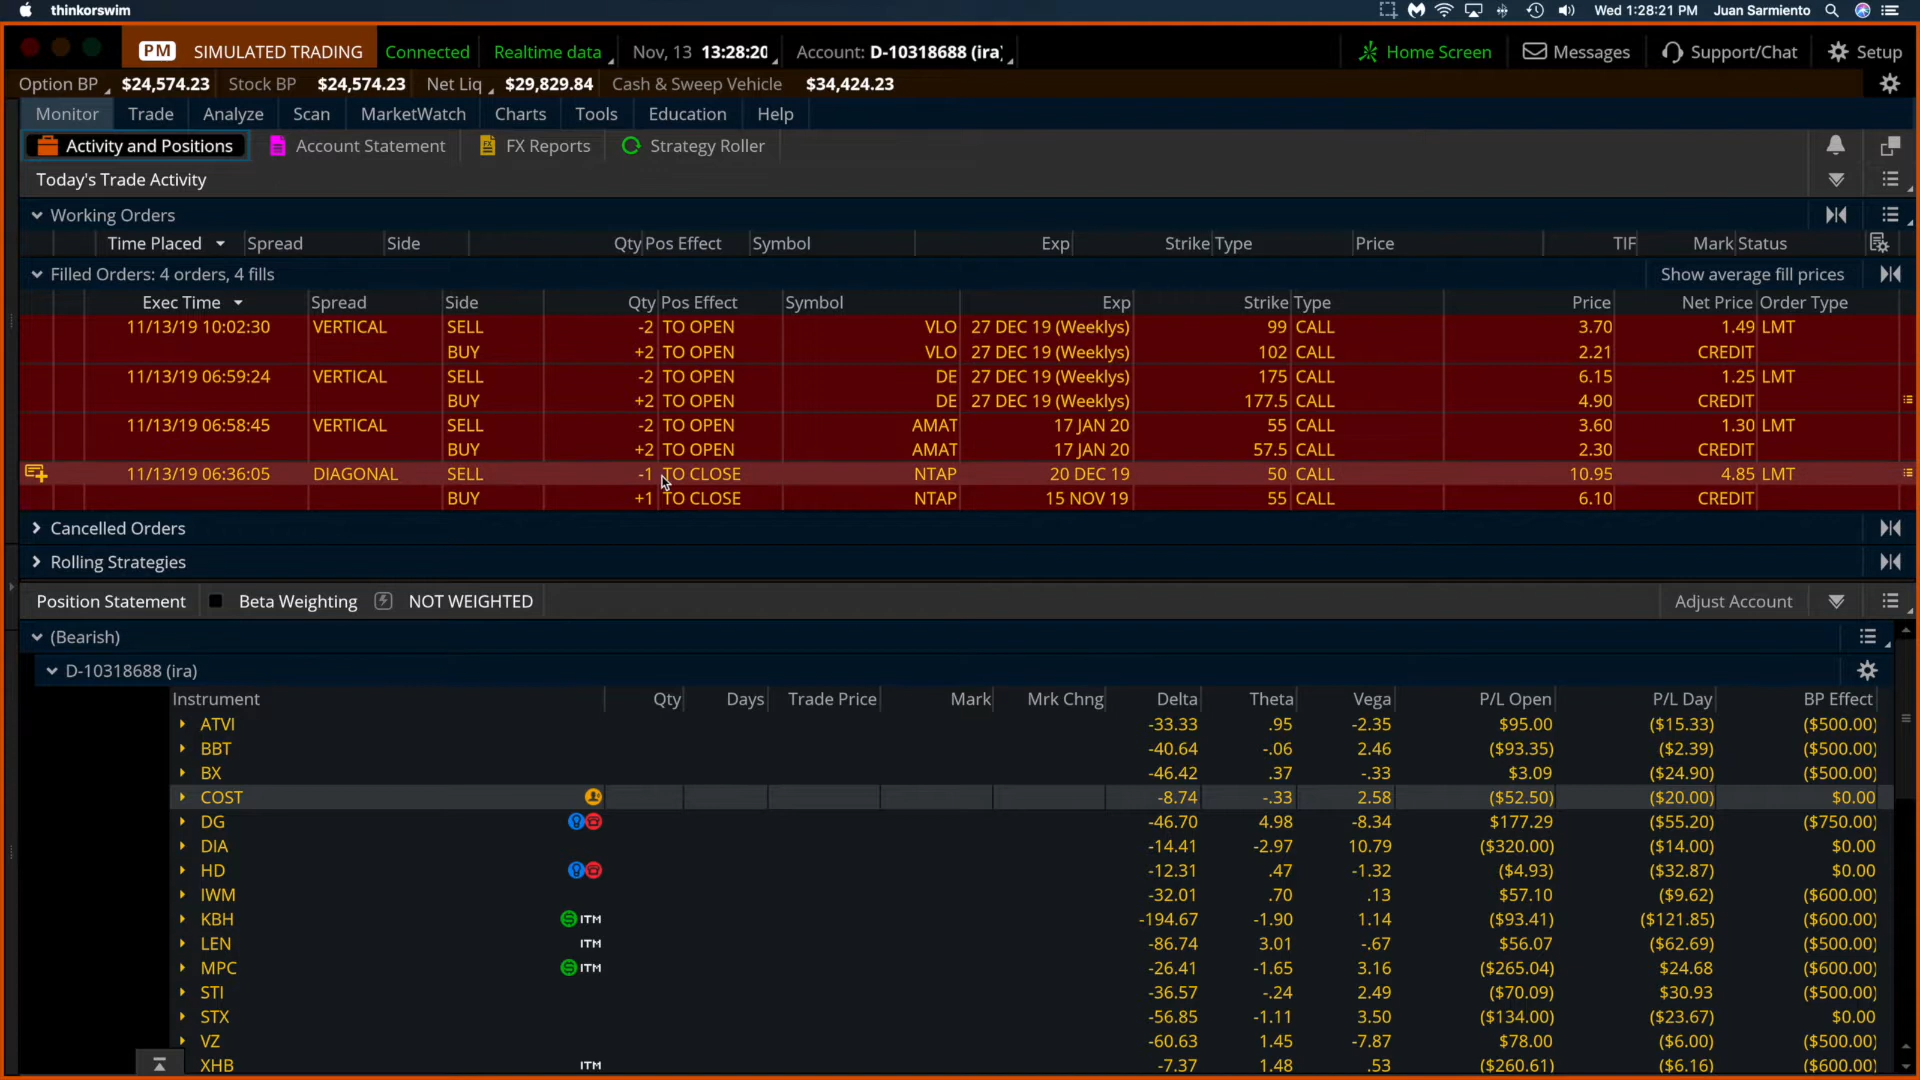 thinkorswim Wed 1:28:21 PM Juan Sarmiento
PM SIMULATED TRADING Connected Realtime data Nov, 13 13:28:20 Account: D-10318688 (ira) Home Screen Messages Support/Chat Setup
Option BP $24,574.23 Stock BP $24,574.23 Net Liq $29,829.84 Cash & Sweep Vehicle $34,424.23
Monitor Trade Analyze Scan MarketWatch Charts Tools Education Help
Activity and Positions Account Statement FX Reports Strategy Roller
Today's Trade Activity
Working Orders
Time Placed Spread Side Qty Pos Effect Symbol Exp Strike Type Price TIF Mark Status
Filled Orders: 4 orders, 4 fills Show average fill prices
Exec Time Spread Side Qty Pos Effect Symbol Exp Strike Type Price Net Price Order Type
11/13/19 10:02:30 VERTICAL SELL -2 TO OPEN VLO 27 DEC 19 (Weeklys) 99 CALL 3.70 1.49 LMT
BUY +2 TO OPEN VLO 27 DEC 19 (Weeklys) 102 CALL 2.21 CREDIT
11/13/19 06:59:24 VERTICAL SELL -2 TO OPEN DE 27 DEC 19 (Weeklys) 175 CALL 6.15 1.25 LMT
BUY +2 TO OPEN DE 27 DEC 19 (Weeklys) 177.5 CALL 4.90 CREDIT
11/13/19 06:58:45 VERTICAL SELL -2 TO OPEN AMAT 17 JAN 20 55 CALL 3.60 1.30 LMT
BUY +2 TO OPEN AMAT 17 JAN 20 57.5 CALL 2.30 CREDIT
11/13/19 06:36:05 DIAGONAL SELL -1 TO CLOSE NTAP 20 DEC 19 50 CALL 10.95 4.85 LMT
BUY +1 TO CLOSE NTAP 15 NOV 19 55 CALL 6.10 CREDIT
Cancelled Orders
Rolling Strategies
Position Statement Beta Weighting NOT WEIGHTED Adjust Account
(Bearish)
D-10318688 (ira)
Instrument Qty Days Trade Price Mark Mrk Chng Delta Theta Vega P/L Open P/L Day BP Effect
ATVI -33.33 .95 -2.35 $95.00 ($15.33) ($500.00)
BBT -40.64 -.06 2.46 ($93.35) ($2.39) ($500.00)
BX -46.42 .37 -.33 $3.09 ($24.90) ($500.00)
COST -8.74 -.33 2.58 ($52.50) ($20.00) $0.00
DG -46.70 4.98 -8.34 $177.29 ($55.20) ($750.00)
DIA -14.41 -2.97 10.79 ($320.00) ($14.00) $0.00
HD -12.31 .47 -1.32 ($4.93) ($32.87) $0.00
IWM -32.01 .70 .13 $57.10 ($9.62) ($600.00)
KBH ITM -194.67 -1.90 1.14 ($93.41) ($121.85) ($600.00)
LEN ITM -86.74 3.01 -.67 $56.07 ($62.69) ($500.00)
MPC ITM -26.41 -1.65 3.16 ($265.04) $24.68 ($600.00)
STI -36.57 -.24 2.49 ($70.09) $30.93 ($500.00)
STX -56.85 -1.11 3.50 ($134.00) ($23.67) $0.00
VZ -60.63 1.45 -7.87 $78.00 ($6.00) ($500.00)
XHB ITM -7.37 1.48 .53 ($260.61) ($6.16) ($600.00)